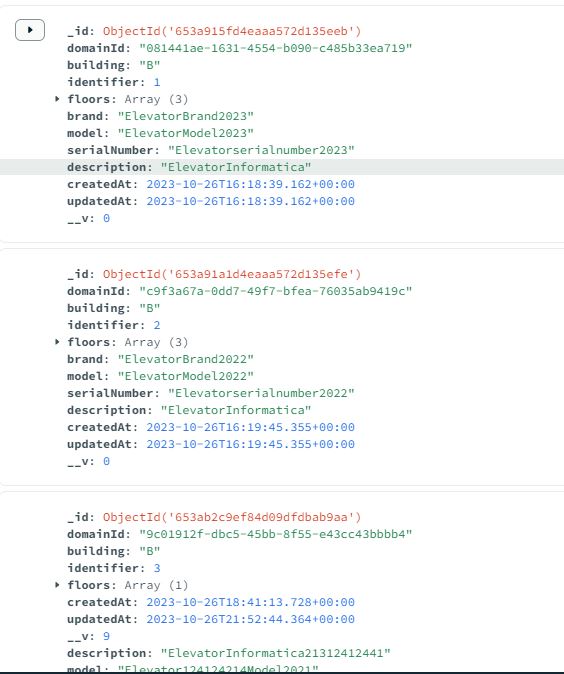 _id: ObjectId('653a915fd4eaaa572d135eeb')
domainId: "081441ae-1631-4554-b090-c485b33ea719"
building: "B"
identifier: 1
floors: Array (3)
brand: "ElevatorBrand2023"
model: "ElevatorModel2023"
serialNumber: "Elevatorserialnumber2023"
description: "ElevatorInformatica"
createdAt: 2023-10-26T16:18:39.162+00:00
updatedAt: 2023-10-26T16:18:39.162+00:00
__v: 0
_id: ObjectId('653a91a1d4eaaa572d135efe')
domainId: "c9f3a67a-0dd7-49f7-bfea-76035ab9419c"
building: "B"
identifier: 2
floors: Array (3)
brand: "ElevatorBrand2022"
model: "ElevatorModel2022"
serialNumber: "Elevatorserialnumber2022"
description: "ElevatorInformatica"
createdAt: 2023-10-26T16:19:45.355+00:00
updatedAt: 2023-10-26T16:19:45.355+00:00
__v: 0
_id: ObjectId('653ab2c9ef84d09dfdbab9aa')
domainId: "9c01912f-dbc5-45bb-8f55-e43cc43bbbb4"
building: "B"
identifier: 3
floors: Array (1)
createdAt: 2023-10-26T18:41:13.728+00:00
updatedAt: 2023-10-26T21:52:44.364+00:00
__v: 9
description: "ElevatorInformatica21312412441"
model: "Elevator124124214Model2021"